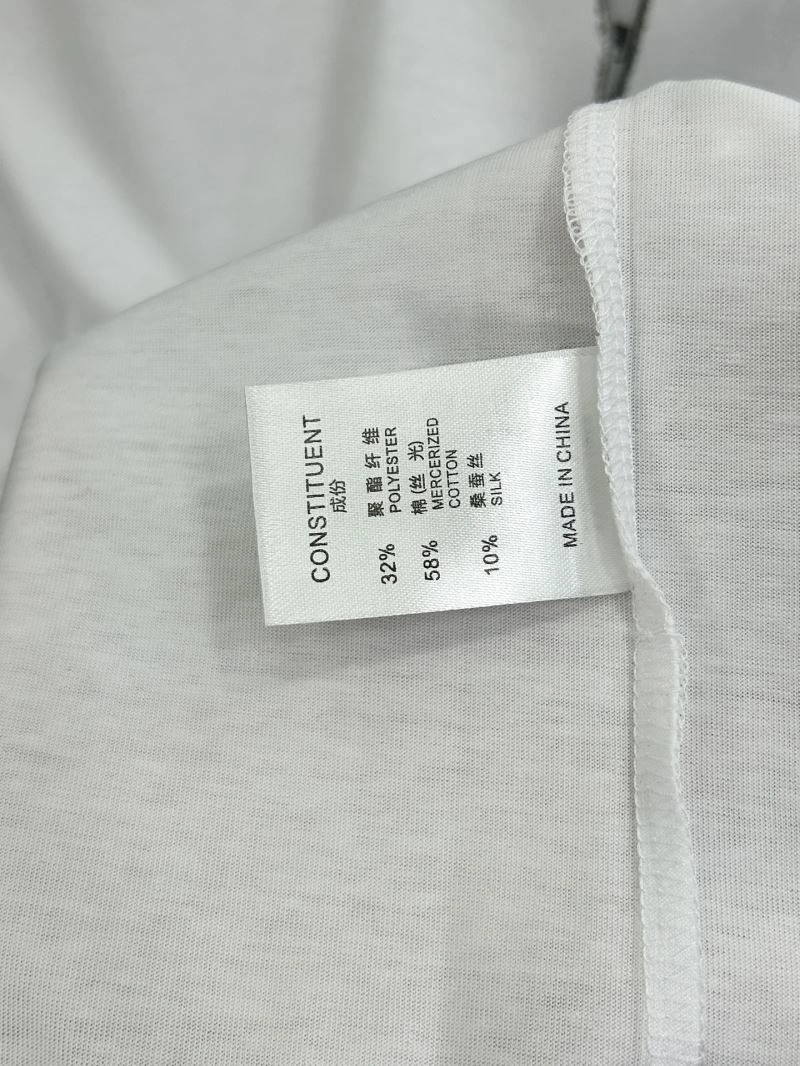 CONSTITUENT
成份
32% 聚酯纤维
POLYESTER
58% 棉(丝 光)
MERCERIZED
COTTON
10% 桑蚕丝
SILK
MADE IN CHINA